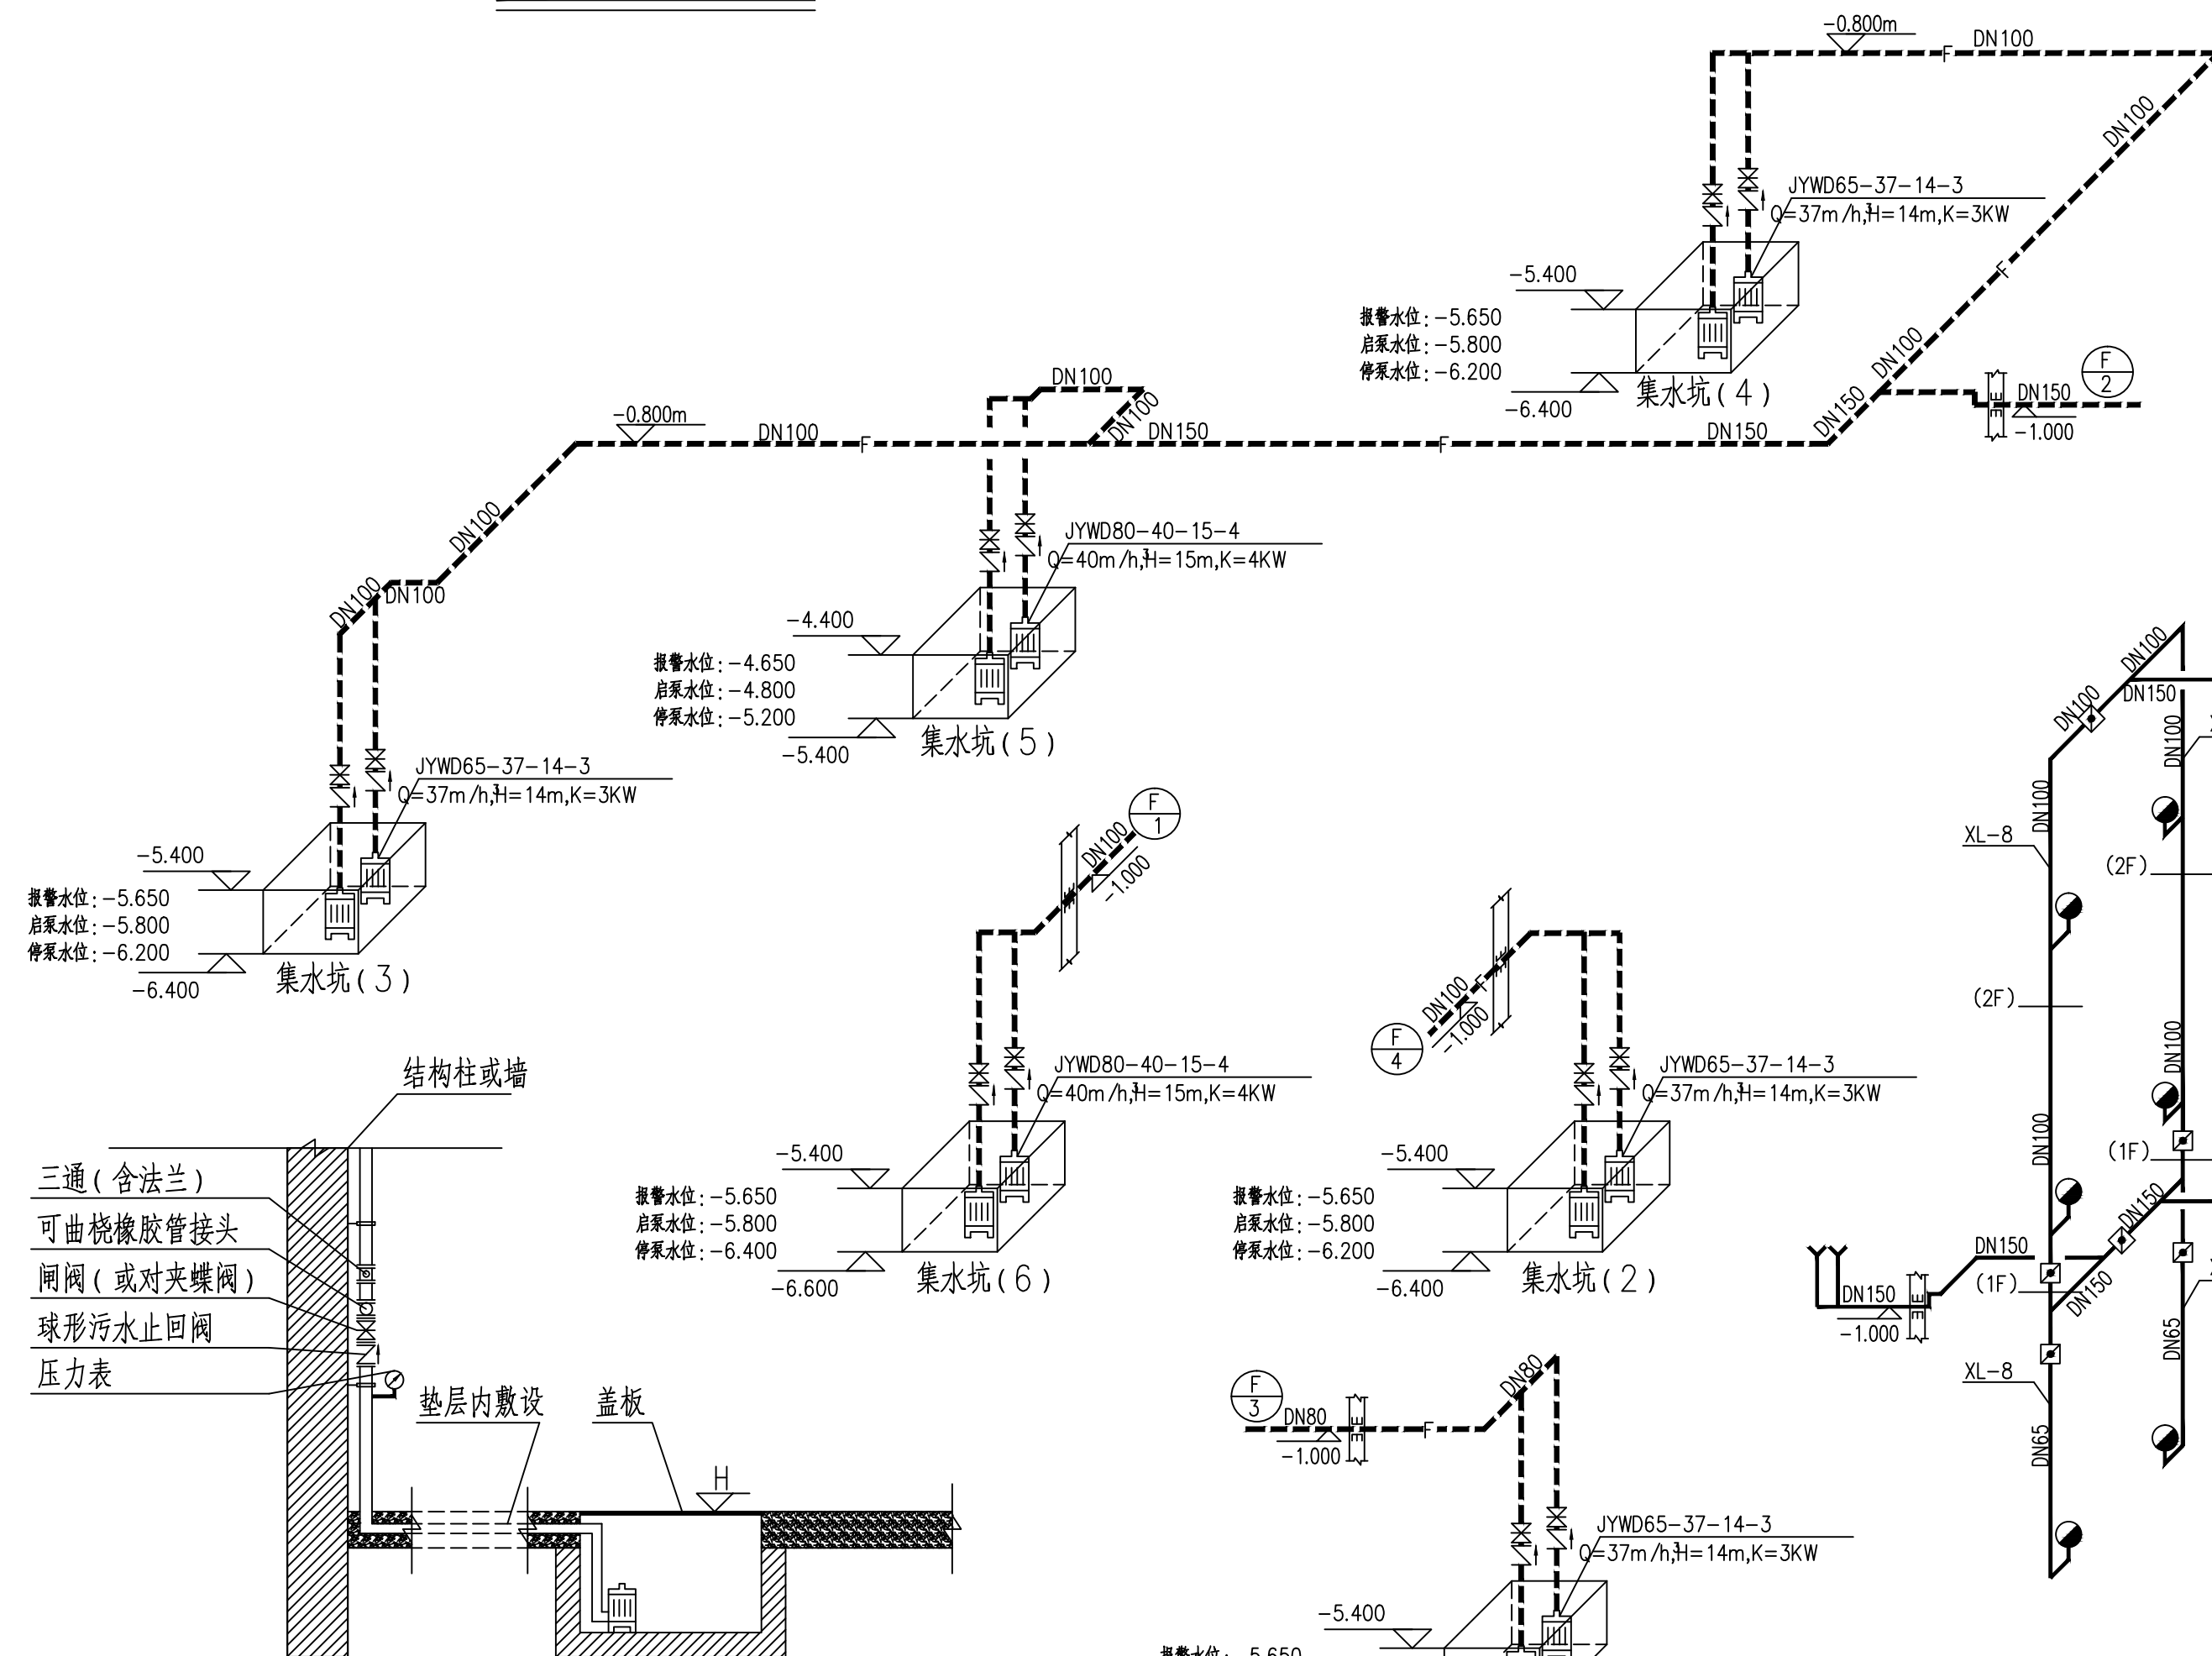 -0.800m
DN100
F
DN100
F
DN100
DN150
JYWD65-37-14-3
Q=37m³/h,H=14m,K=3KW
-5.400
报警水位:-5.650
启泵水位:-5.800
停泵水位:-6.200
-6.400
集水坑(4)
F
2
DN150
-1.000
-0.800m
DN100
F
DN100
DN100
DN150
F
DN150
DN100
DN100
DN100
JYWD80-40-15-4
Q=40m³/h,H=15m,K=4KW
-4.400
报警水位:-4.650
启泵水位:-4.800
停泵水位:-5.200
-5.400
集水坑(5)
JYWD65-37-14-3
Q=37m³/h,H=14m,K=3KW
-5.400
报警水位:-5.650
启泵水位:-5.800
停泵水位:-6.200
-6.400
集水坑(3)
F
1
DN100
-1.000
JYWD80-40-15-4
Q=40m³/h,H=15m,K=4KW
-5.400
报警水位:-5.650
启泵水位:-5.800
停泵水位:-6.400
-6.600
集水坑(6)
F
4
DN100
F
-1.000
JYWD65-37-14-3
Q=37m³/h,H=14m,K=3KW
-5.400
报警水位:-5.650
启泵水位:-5.800
停泵水位:-6.200
-6.400
集水坑(2)
F
3
DN80
-1.000
F
DN80
JYWD65-37-14-3
Q=37m³/h,H=14m,K=3KW
-5.400
报警水位:-5.650
结构柱或墙
三通(含法兰)
可曲桡橡胶管接头
闸阀(或对夹蝶阀)
球形污水止回阀
压力表
垫层内敷设
盖板
H
DN100
DN100
DN150
DN100
DN100
XL-8
(2F)
(2F)
DN100
DN100
(1F)
DN150
DN150
(1F)
DN150
DN150
-1.000
XL-8
DN65
DN65